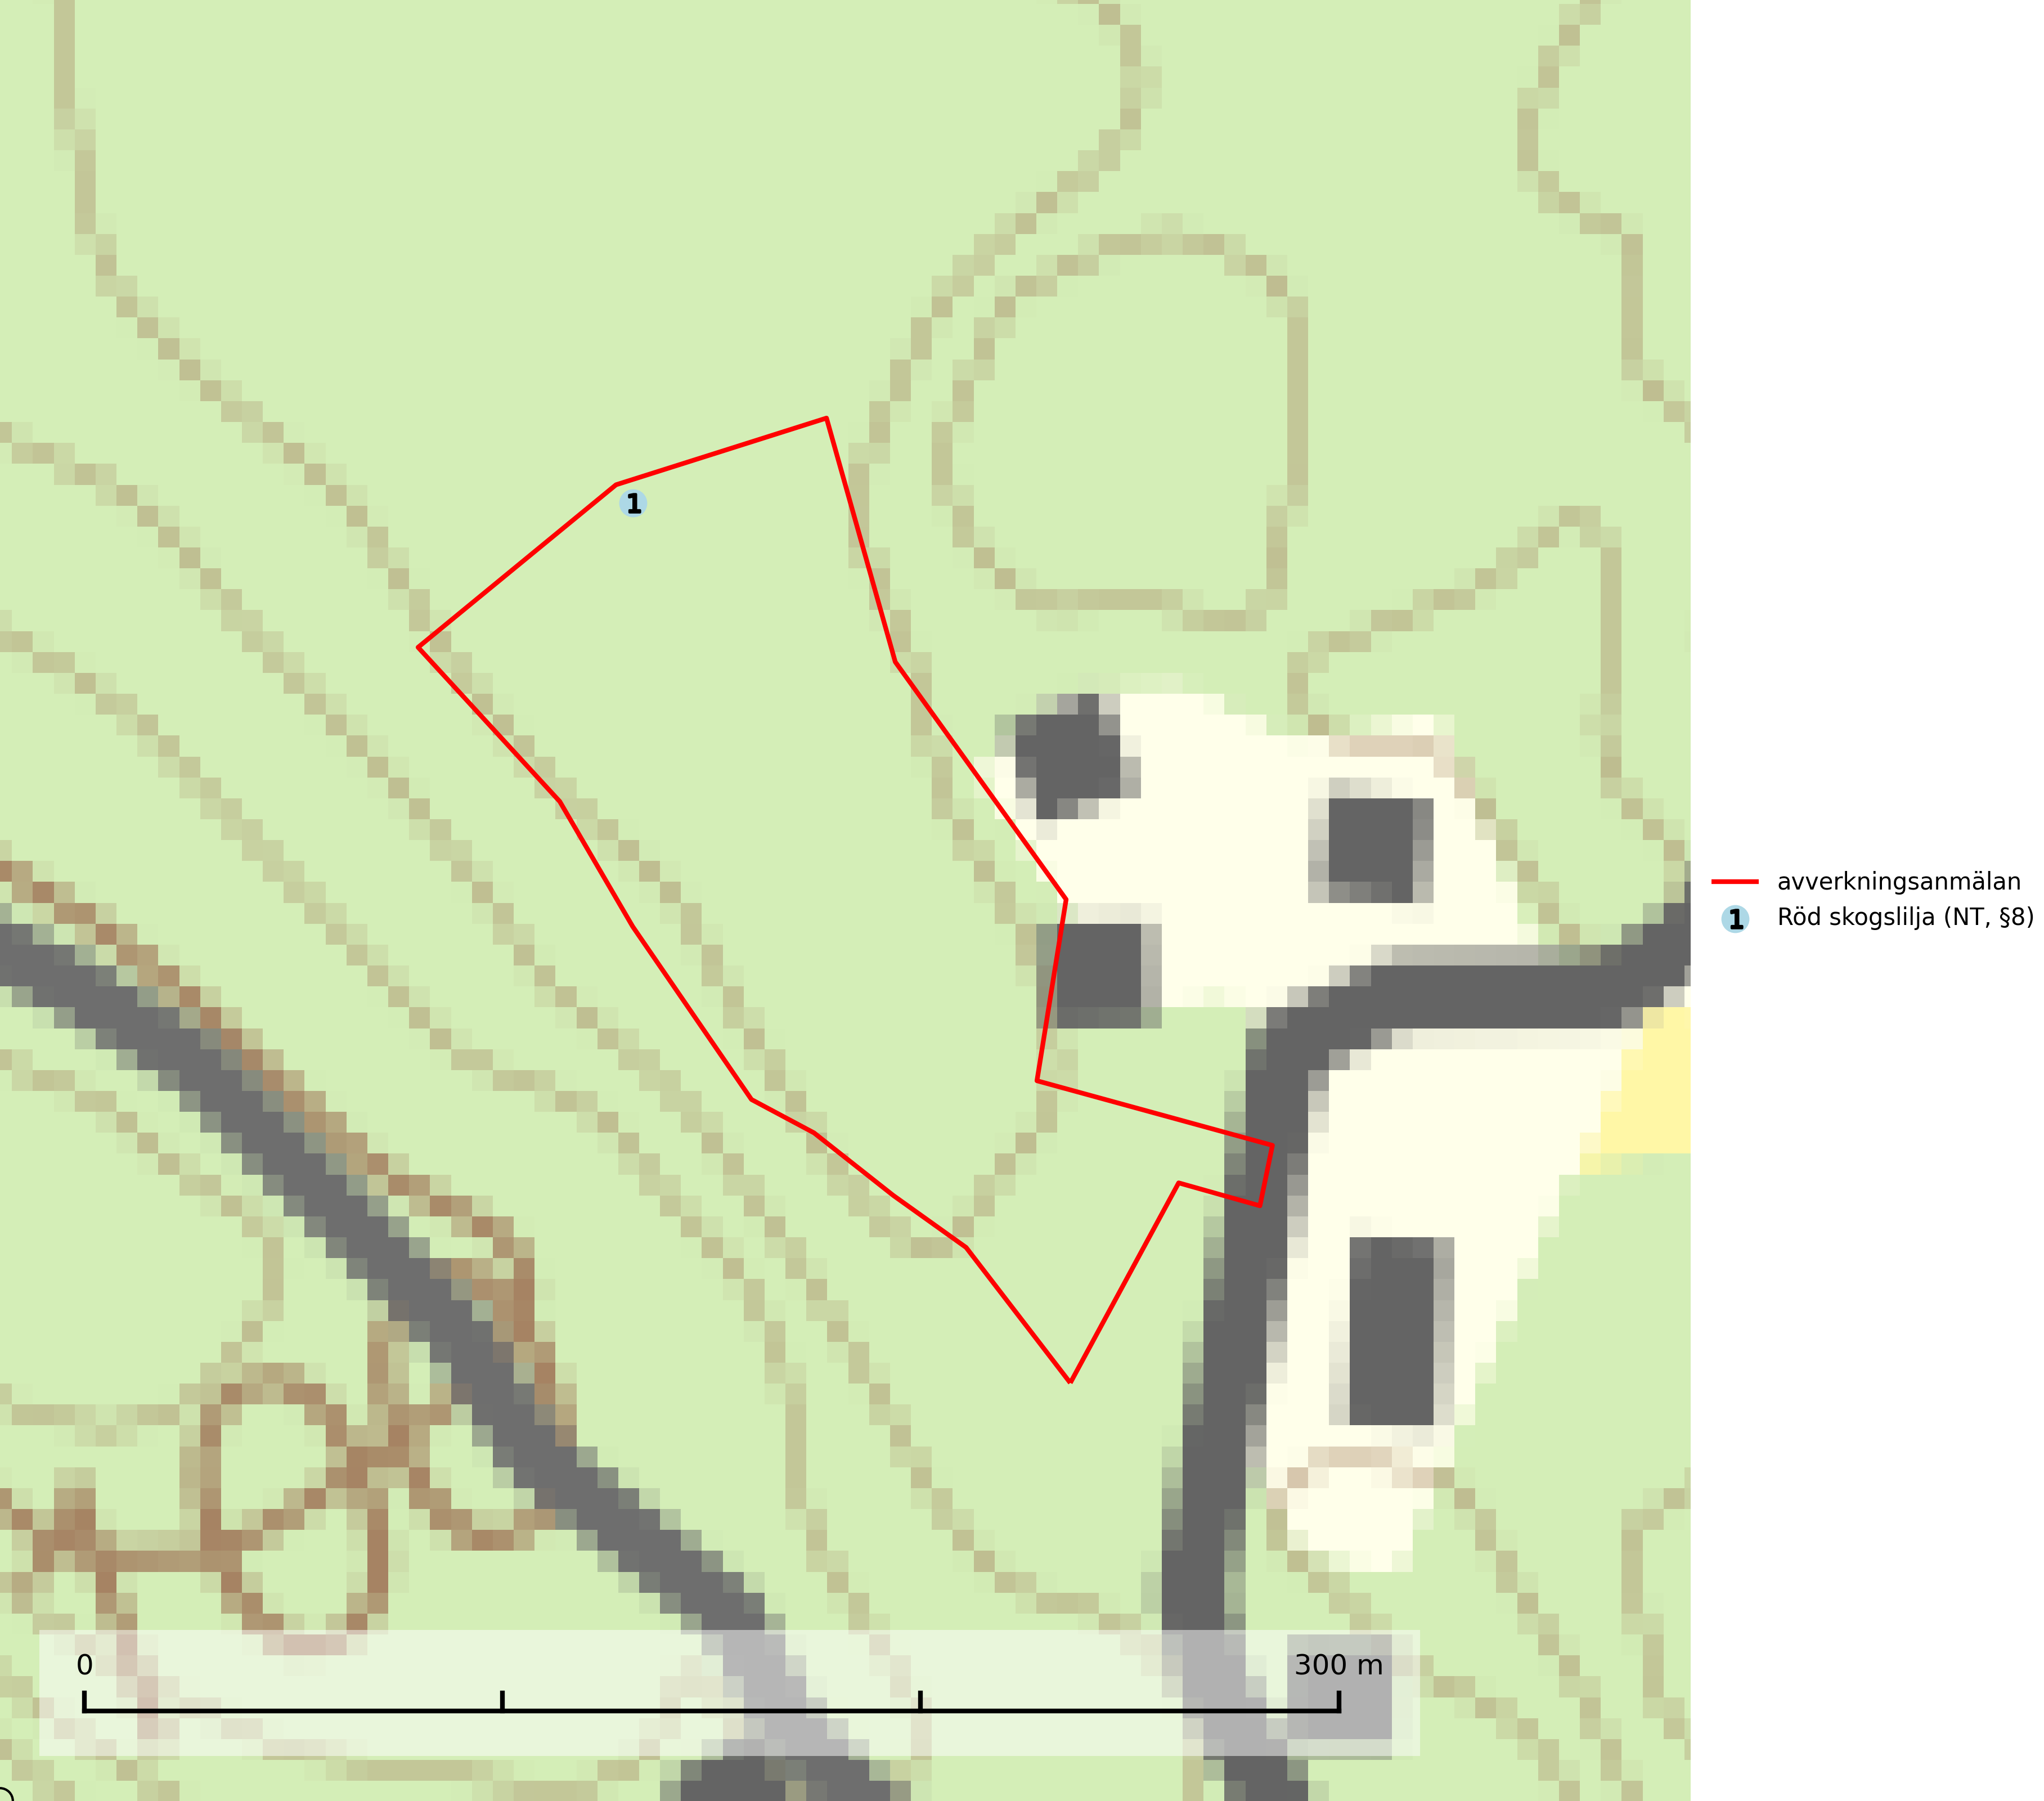 1
avverkningsanmälan
1 Röd skogslilja (NT, §8)
0 300 m